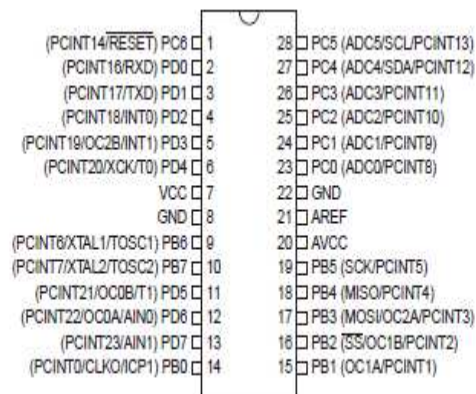 (PCINT14/RESET) PC6 1 28 PC5 (ADC5/SCL/PCINT13)
(PCINT16/RXD) PD0 2 27 PC4 (ADC4/SDA/PCINT12)
(PCINT17/TXD) PD1 3 26 PC3 (ADC3/PCINT11)
(PCINT18/INT0) PD2 4 25 PC2 (ADC2/PCINT10)
(PCINT19/OC2B/INT1) PD3 5 24 PC1 (ADC1/PCINT9)
(PCINT20/XCK/T0) PD4 6 23 PC0 (ADC0/PCINT8)
VCC 7 22 GND
GND 8 21 AREF
(PCINT6/XTAL1/TOSC1) PB6 9 20 AVCC
(PCINT7/XTAL2/TOSC2) PB7 10 19 PB5 (SCK/PCINT5)
(PCINT21/OC0B/T1) PD5 11 18 PB4 (MISO/PCINT4)
(PCINT22/OC0A/AIN0) PD6 12 17 PB3 (MOSI/OC2A/PCINT3)
(PCINT23/AIN1) PD7 13 16 PB2 (SS/OC1B/PCINT2)
(PCINT0/CLKO/ICP1) PB0 14 15 PB1 (OC1A/PCINT1)